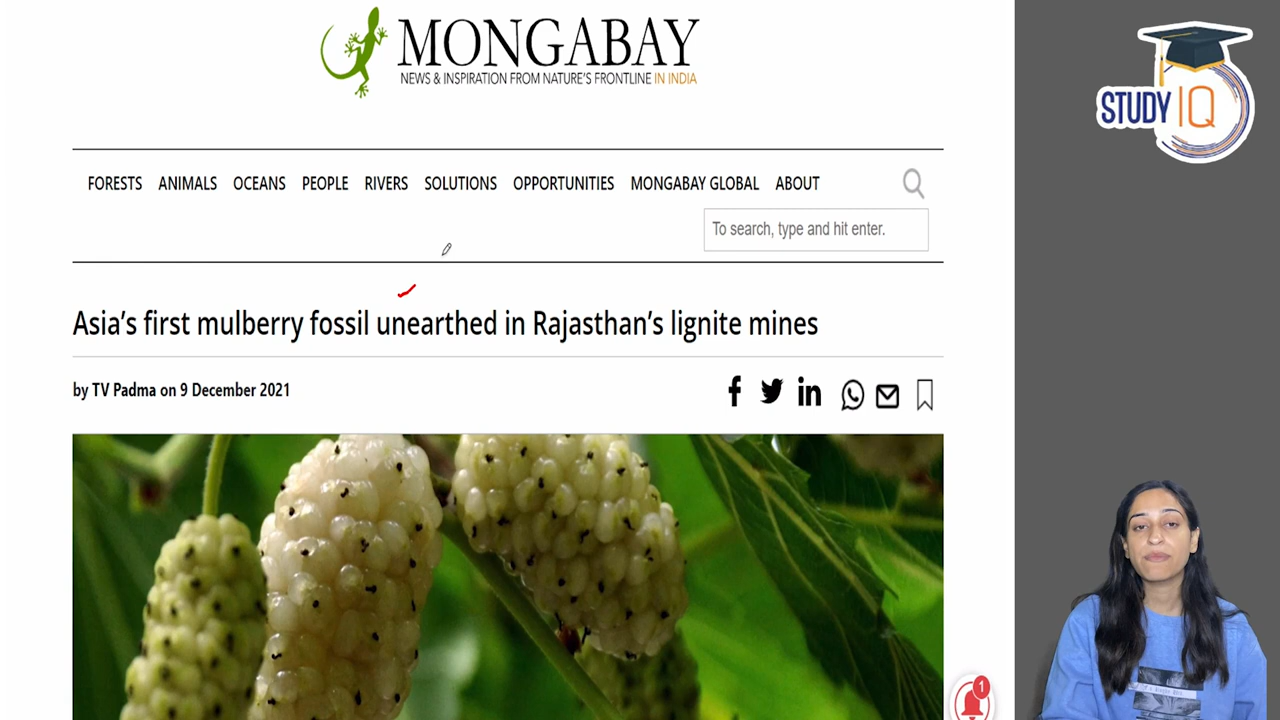 MONGABAY
NEWS & INSPIRATION FROM NATURE'S FRONTLINE IN INDIA
STUDY IQ
FORESTS ANIMALS OCEANS PEOPLE RIVERS SOLUTIONS OPPORTUNITIES MONGABAY GLOBAL ABOUT
To search, type and hit enter.
Asia's first mulberry fossil unearthed in Rajasthan's lignite mines
by TV Padma on 9 December 2021
1